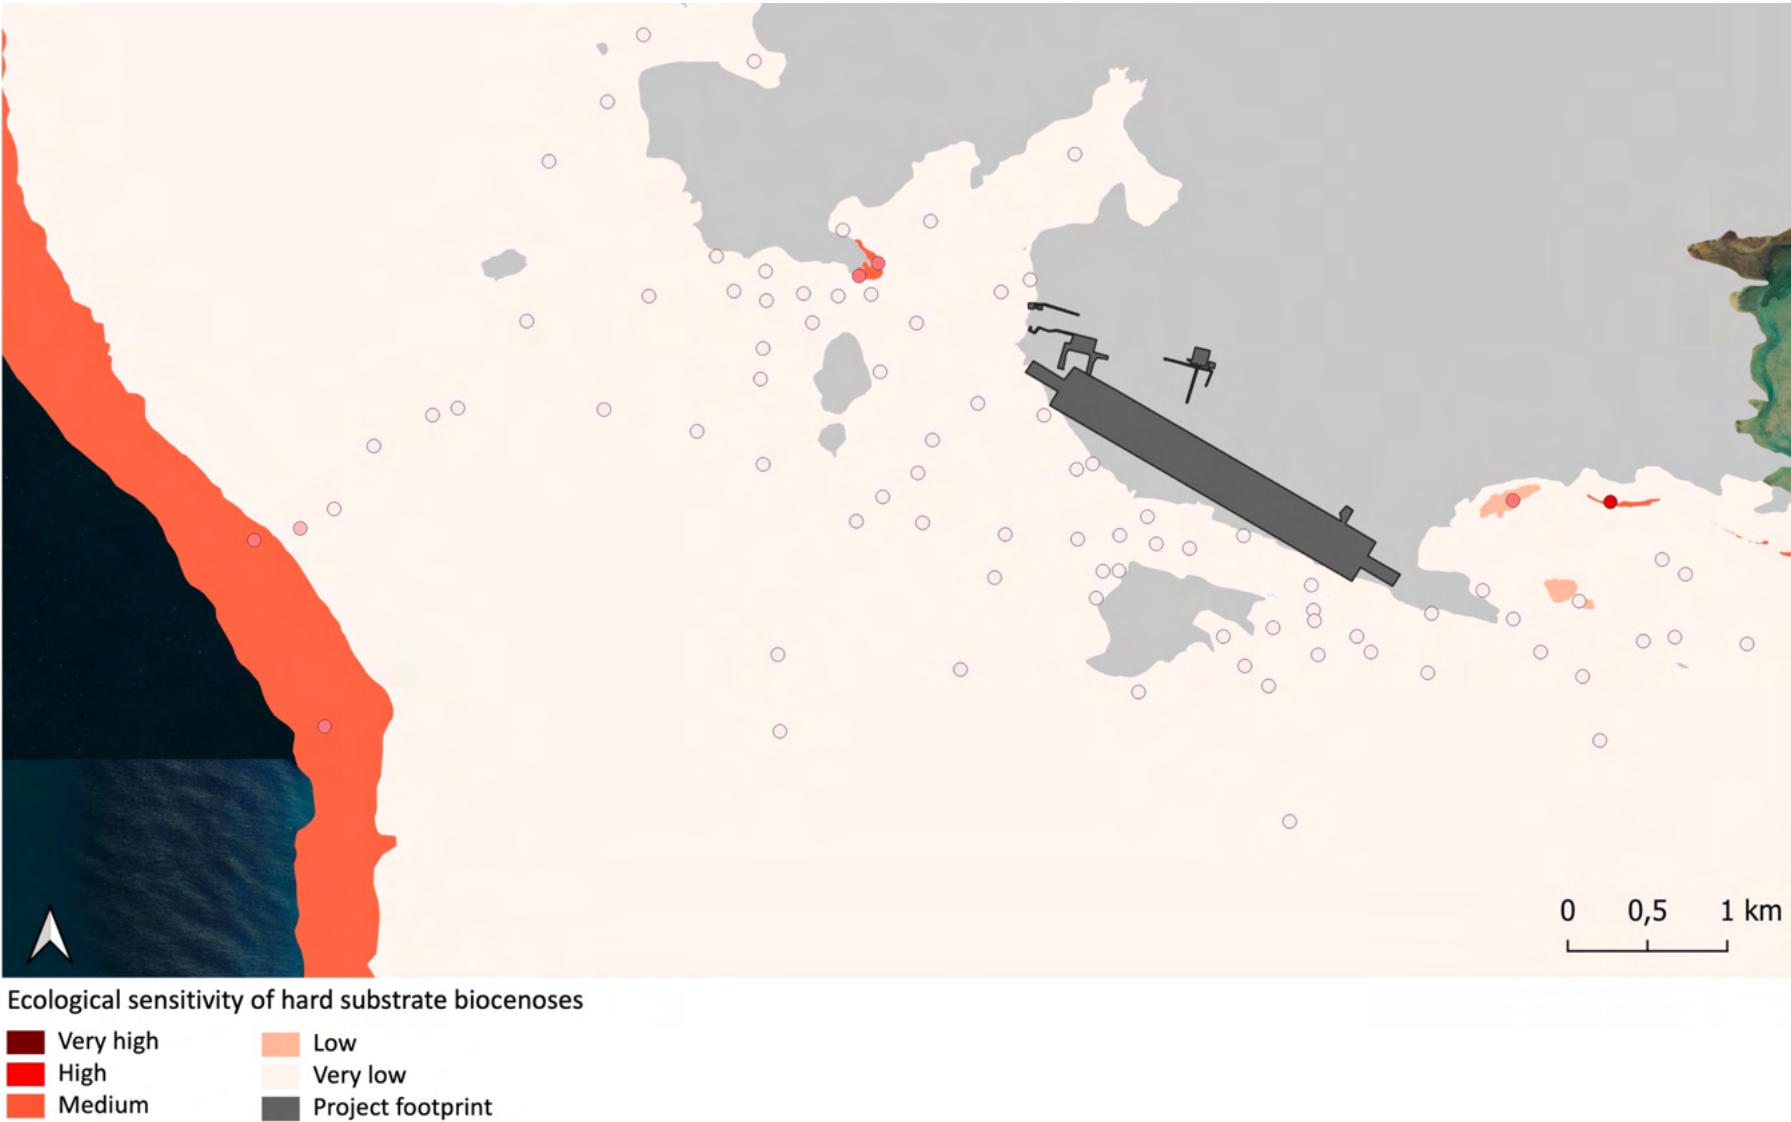 0 0,5 1 km
Ecological sensitivity of hard substrate biocenoses
Very high
High
Medium
Low
Very low
Project footprint